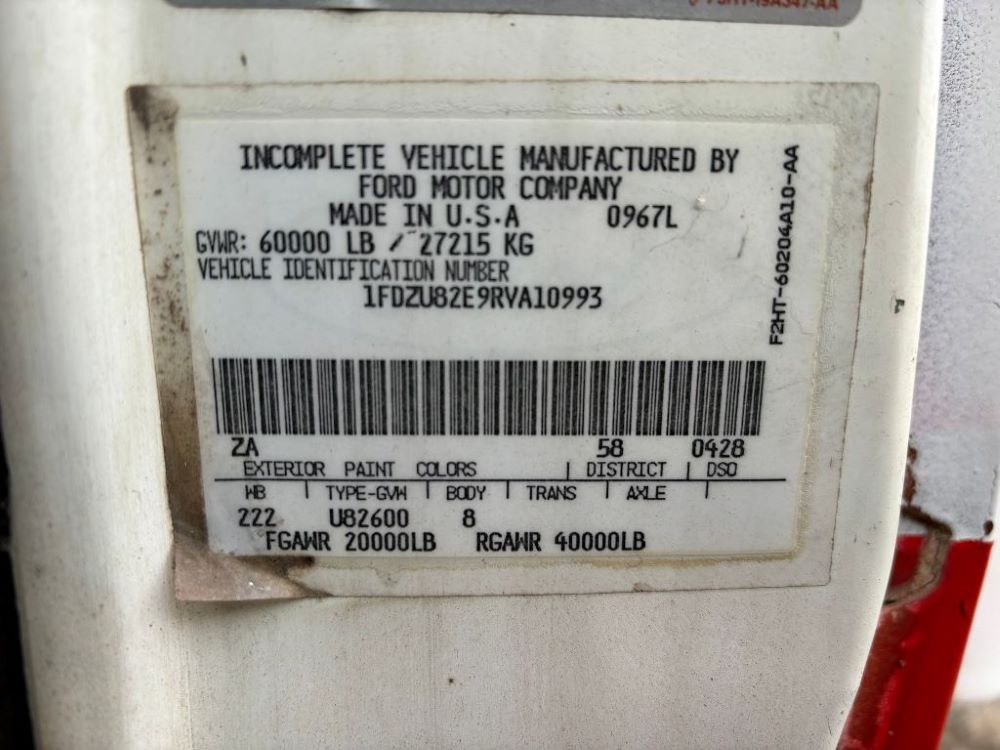 INCOMPLETE VEHICLE MANUFACTURED BY
FORD MOTOR COMPANY
MADE IN U.S.A 0967L
GVWR: 60000 LB / 27215 KG
VEHICLE IDENTIFICATION NUMBER
1FDZU82E9RVA10993
F2HT-60204A10-AA
ZA 58 0428
EXTERIOR PAINT COLORS | DISTRICT | DSO
WB | TYPE-GVW | BODY | TRANS | AXLE |
222 U82600 8
FGAWR 20000LB RGAWR 40000LB